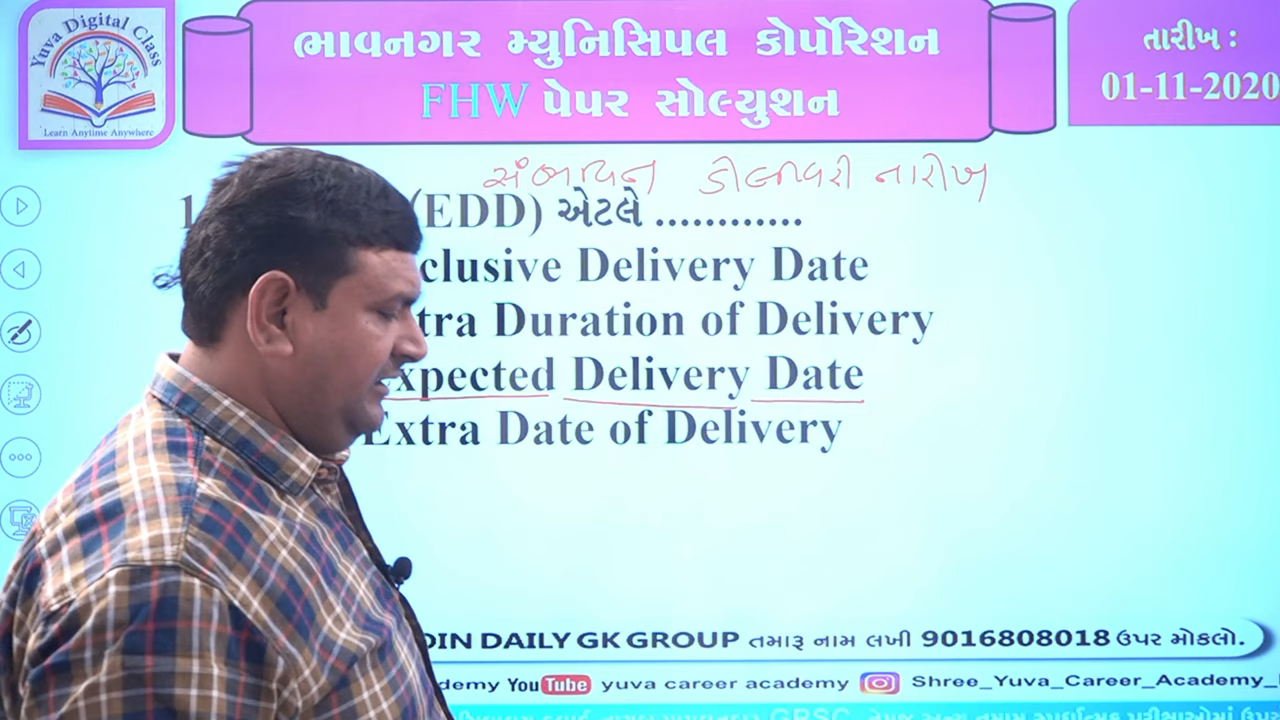 Yuva Digital Class
Learn Anytime Anywhere
ભાવનગર મ્યુનિસિપલ કોર્પોરેશન
FHW પેપર સોલ્યુશન
તારીખ :
01-11-2020
ડીલીવરી તારીખ
(EDD) એટલે ............
clusive Delivery Date
tra Duration of Delivery
xpected Delivery Date
Extra Date of Delivery
OIN DAILY GK GROUP તમારૂ નામ લખી 9016808018 ઉપર મોકલો.
demy YouTube yuva career academy Shree_Yuva_Career_Academy_